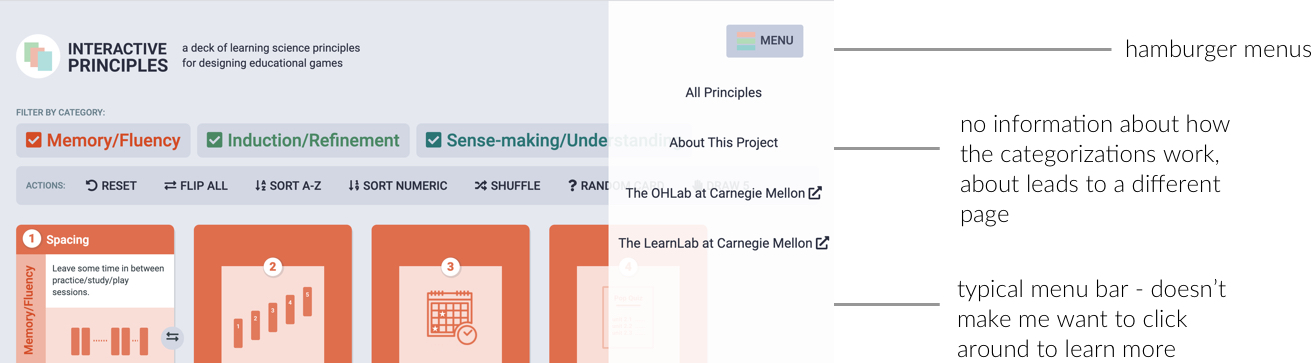 INTERACTIVE
PRINCIPLES
a deck of learning science principles
for designing educational games
MENU
All Principles
About This Project
The OHLab at Carnegie Mellon
The LearnLab at Carnegie Mellon
FILTER BY CATEGORY:
Memory/Fluency
Induction/Refinement
Sense-making/Understanding
ACTIONS:
RESET
FLIP ALL
SORT A-Z
SORT NUMERIC
SHUFFLE
RANDOM CARD
DRAW 5
1 Spacing
Leave some time in between
practice/study/play
sessions.
Memory/Fluency
2
1 2 3 4 5
3
4
hamburger menus
no information about how
the categorizations work,
about leads to a different
page
typical menu bar - doesn't
make me want to click
around to learn more